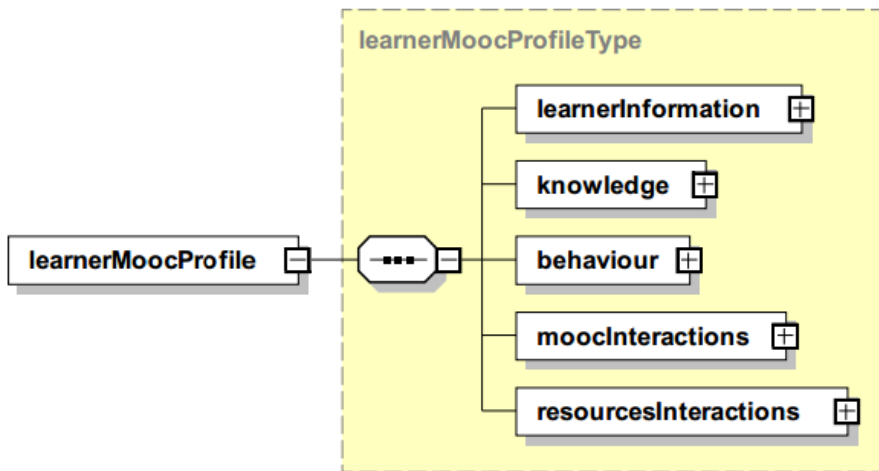 learnerMoocProfileType
learnerInformation
knowledge
learnerMoocProfile
behaviour
moocInteractions
resourcesInteractions